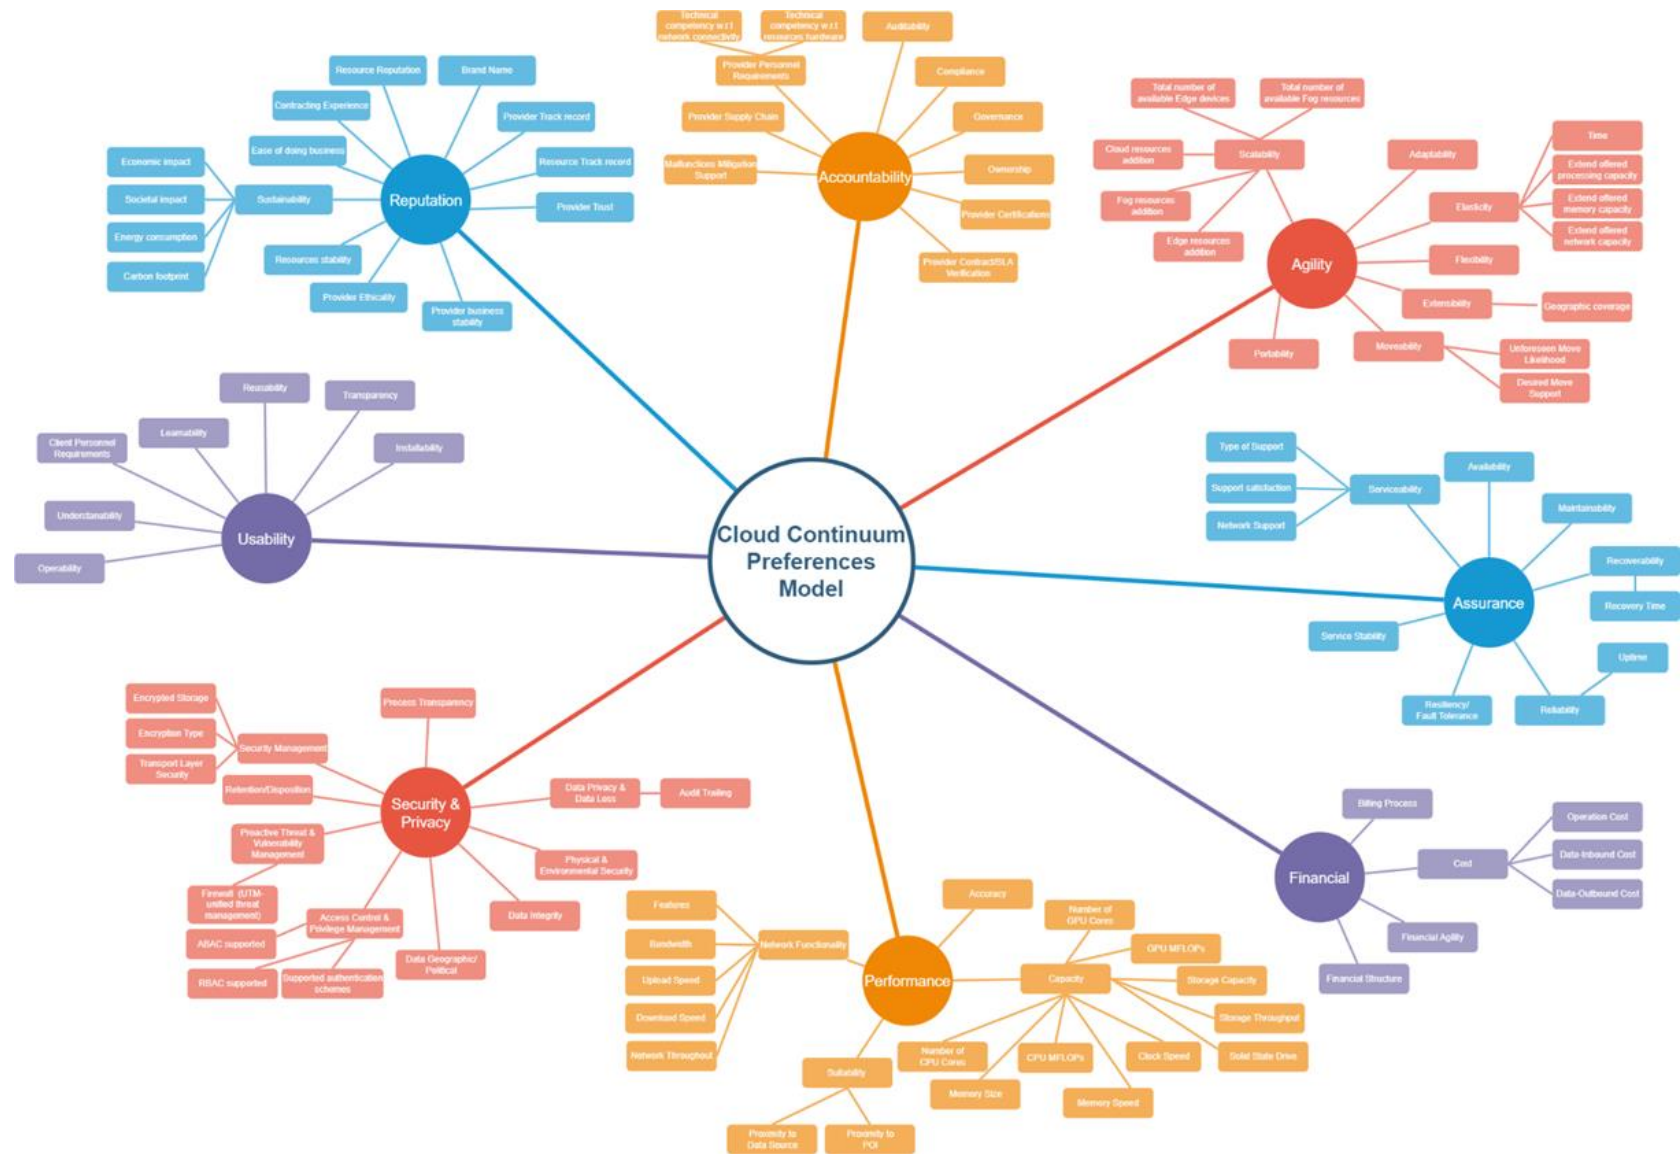 Technical
competency w.r.t
network connectivity
Technical
competency w.r.t
resources hardware
Auditability
Provider Personnel
Requirements
Compliance
Provider Supply Chain
Governance
Malfunctions Mitigation
Support
Ownership
Accountability
Provider Certifications
Provider Contract/SLA
Verification
Resource Reputation
Brand Name
Contracting Experience
Provider Track record
Ease of doing business
Resource Track record
Economic impact
Societal impact
Energy consumption
Carbon footprint
Sustainability
Reputation
Provider Trust
Resources stability
Provider Ethicality
Provider business
stability
Total number of
available Edge devices
Total number of
available Fog resources
Cloud resources
addition
Scalability
Fog resources
addition
Edge resources
addition
Adaptability
Time
Extend offered
processing capacity
Elasticity
Extend offered
memory capacity
Extend offered
network capacity
Agility
Flexibility
Extensibility
Geographic coverage
Moveability
Unforeseen Move
Likelihood
Desired Move
Support
Portability
Reusability
Transparency
Learnability
Installability
Client Personnel
Requirements
Understanability
Operability
Usability
Cloud Continuum
Preferences
Model
Type of Support
Support satisfaction
Network Support
Serviceability
Availability
Maintainability
Recoverability
Recovery Time
Assurance
Service Stability
Uptime
Resiliency/
Fault Tolerance
Reliability
Encrypted Storage
Encryption Type
Transport Layer
Security
Security Management
Process Transparency
Retention/Disposition
Security &
Privacy
Data Privacy &
Data Loss
Audit Trailing
Proactive Threat &
Vulnerability
Management
Physical &
Environmental Security
Firewall (UTM-
unified threat
management)
Access Control &
Privilege Management
ABAC supported
RBAC supported
Supported authentication
schemes
Data Geographic/
Political
Data Integrity
Billing Process
Financial
Cost
Operation Cost
Data-Inbound Cost
Data-Outbound Cost
Financial Agility
Financial Structure
Features
Bandwidth
Upload Speed
Download Speed
Network Throughout
Network Functionality
Accuracy
Performance
Number of
GPU Cores
GPU MFLOPs
Capacity
Storage Capacity
Storage Throughput
Solid State Drive
Clock Speed
CPU MFLOPs
Number of
CPU Cores
Memory Size
Memory Speed
Suitability
Proximity to
Data Source
Proximity to
POI